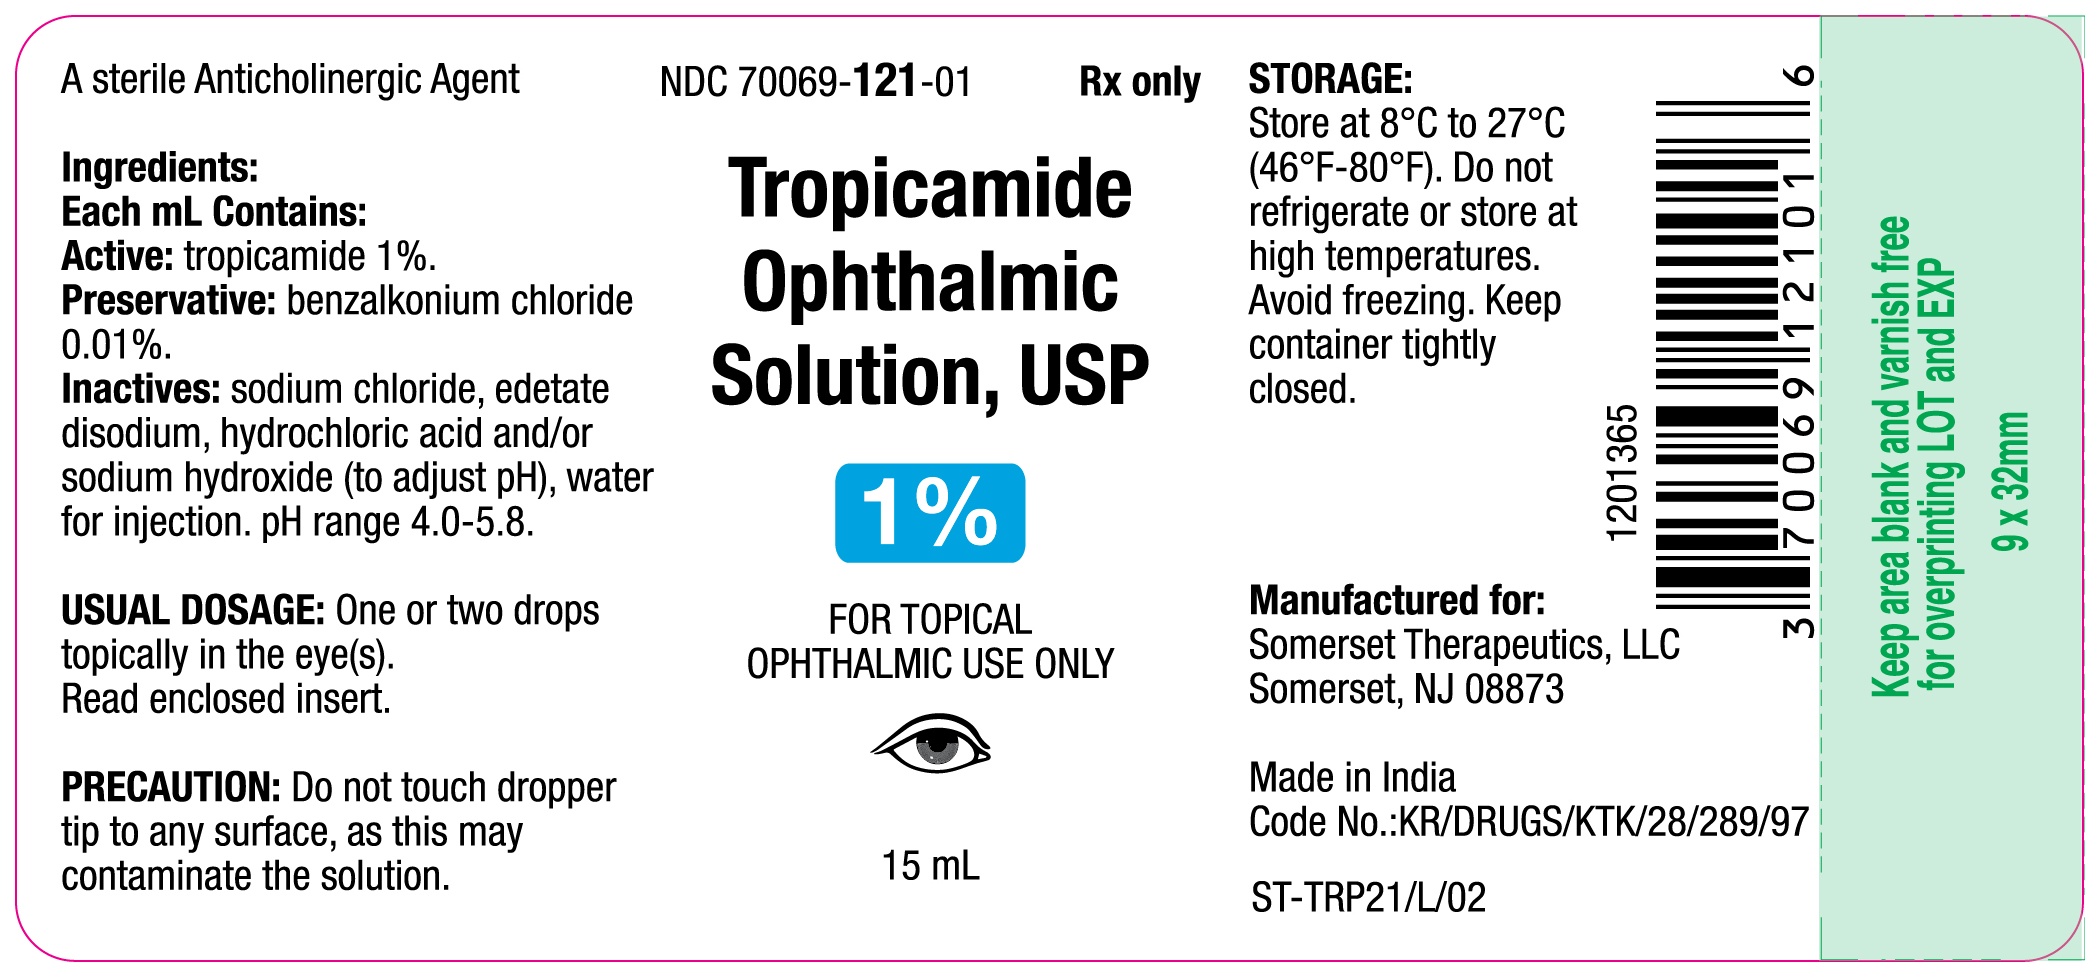 A sterile Anticholinergic Agent
Ingredients:
Each mL Contains:
Active: tropicamide 1%.
Preservative: benzalkonium chloride
0.01%.
Inactives: sodium chloride, edetate
disodium, hydrochloric acid and/or
sodium hydroxide (to adjust pH), water
for injection. pH range 4.0-5.8.
USUAL DOSAGE: One or two drops
topically in the eye(s).
Read enclosed insert.
PRECAUTION: Do not touch dropper
tip to any surface, as this may
contaminate the solution.
NDC 70069-121-01 Rx only
Tropicamide
Ophthalmic
Solution, USP
1%
FOR TOPICAL
OPHTHALMIC USE ONLY
15 mL
STORAGE:
Store at 8°C to 27°C
(46°F-80°F). Do not
refrigerate or store at
high temperatures.
Avoid freezing. Keep
container tightly
closed.
Manufactured for:
Somerset Therapeutics, LLC
Somerset, NJ 08873
Made in India
Code No.:KR/DRUGS/KTK/28/289/97
ST-TRP21/L/02
1201365
3 70069 12101 6
Keep area blank and varnish free
for overprinting LOT and EXP
9 x 32mm